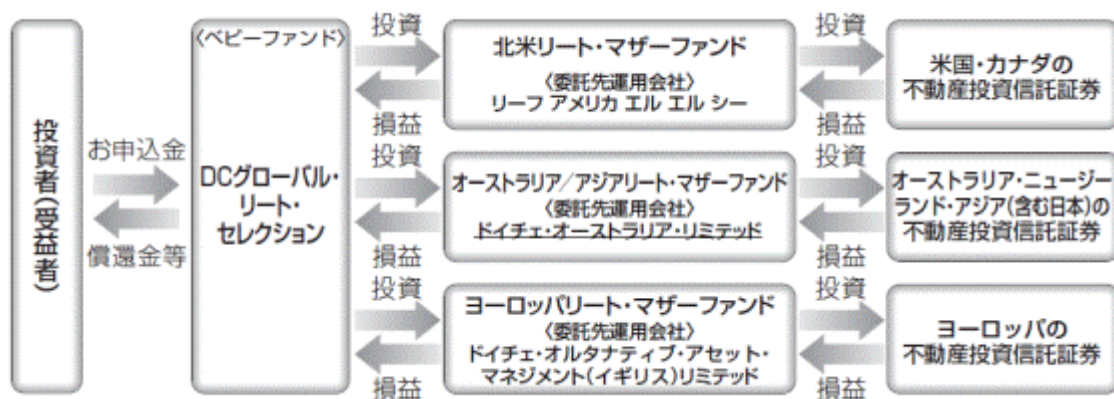 投資者(受益者)
お申込金
償還金等
〈ベビーファンド〉
DCグローバル・
リート・
セレクション
投資
損益
北米リート・マザーファンド
〈委託先運用会社〉
リーフ アメリカ エル エル シー
投資
損益
米国・カナダの
不動産投資信託証券
投資
損益
オーストラリア/アジアリート・マザーファンド
〈委託先運用会社〉
ドイチェ・オーストラリア・リミテッド
投資
損益
オーストラリア・ニュージー
ランド・アジア(含む日本)の
不動産投資信託証券
投資
損益
ヨーロッパリート・マザーファンド
〈委託先運用会社〉
ドイチェ・オルタナティブ・アセット・
マネジメント(イギリス)リミテッド
投資
損益
ヨーロッパの
不動産投資信託証券